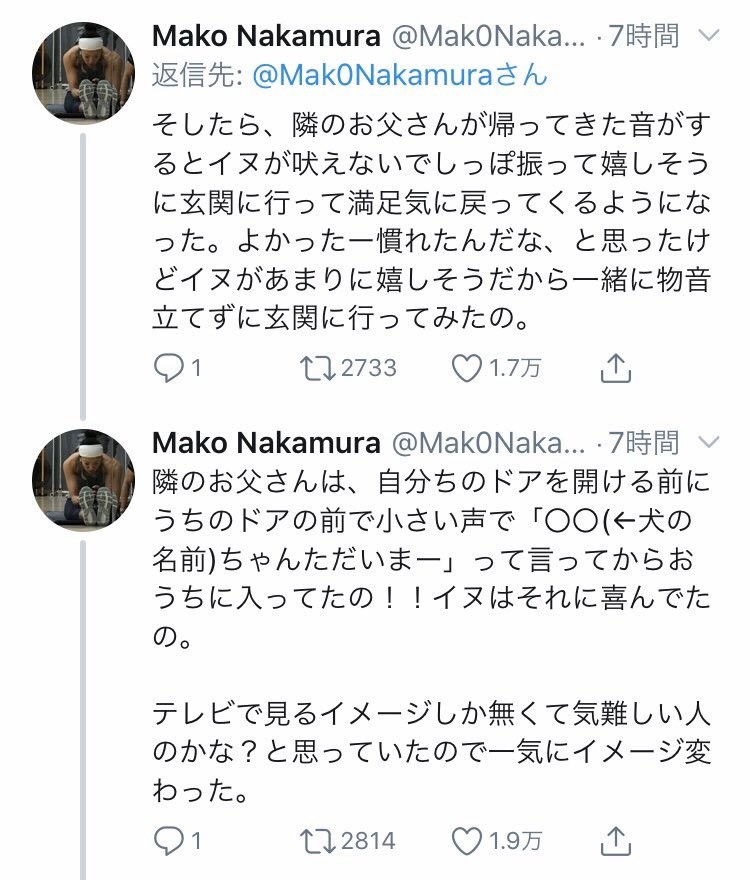 Mako Nakamura @Mak0Naka... · 7時間
返信先: @Mak0Nakamuraさん
そしたら、隣のお父さんが帰ってきた音がす
るとイヌが吠えないでしっぽ振って嬉しそう
に玄関に行って満足気に戻ってくるようにな
った。よかったー慣れたんだな、と思ったけ
どイヌがあまりに嬉しそうだから一緒に物音
立てずに玄関に行ってみたの。
1 2733 1.7万
Mako Nakamura @Mak0Naka... · 7時間
隣のお父さんは、自分ちのドアを開ける前に
うちのドアの前で小さい声で「〇〇(←犬の
名前)ちゃんただいまー」って言ってからお
うちに入ってたの！！イヌはそれに喜んでた
の。
テレビで見るイメージしか無くて気難しい人
のかな？と思っていたので一気にイメージ変
わった。
1 2814 1.9万